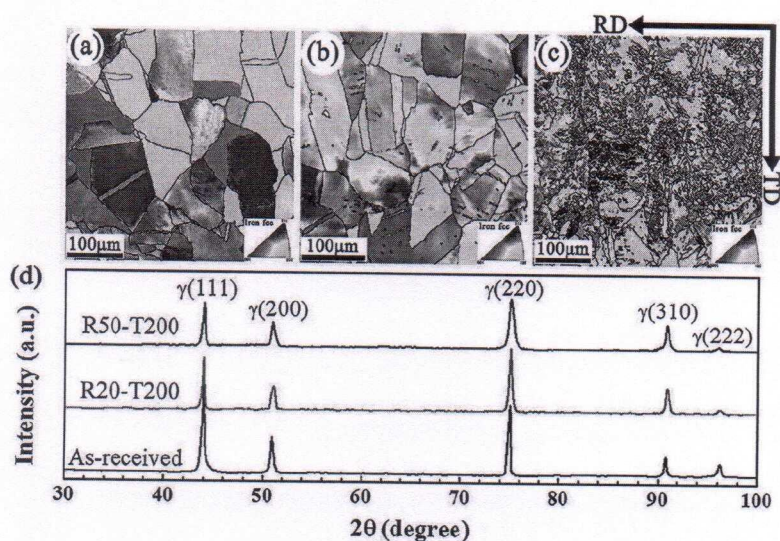 RD
(a) (b) (c)
TD
Iron fcc Iron fcc Iron fcc
100μm 100μm 100μm
(d)
γ(111) γ(200) γ(220) γ(310) γ(222)
R50-T200
R20-T200
As-received
Intensity (a.u.)
30 40 50 60 70 80 90 100
2θ (degree)